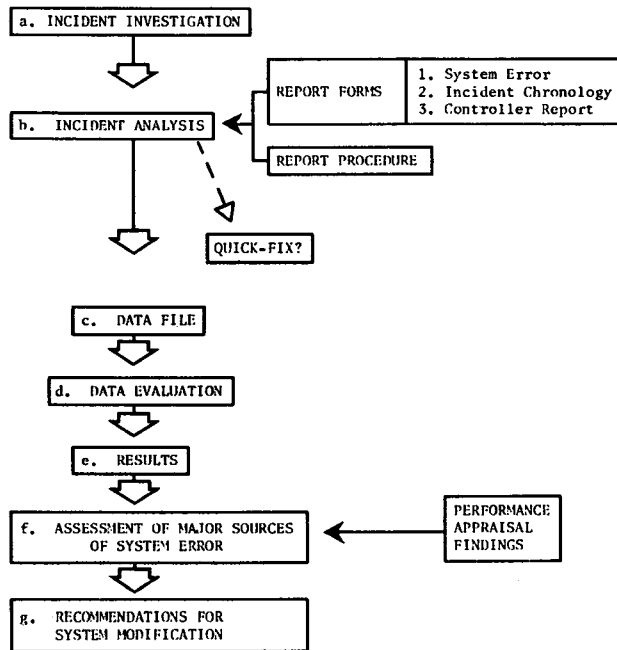 a. INCIDENT INVESTIGATION
REPORT FORMS
1. System Error
2. Incident Chronology
3. Controller Report
b. INCIDENT ANALYSIS
REPORT PROCEDURE
QUICK-FIX?
c. DATA FILE
d. DATA EVALUATION
e. RESULTS
f. ASSESSMENT OF MAJOR SOURCES
OF SYSTEM ERROR
PERFORMANCE
APPRAISAL
FINDINGS
g. RECOMMENDATIONS FOR
SYSTEM MODIFICATION